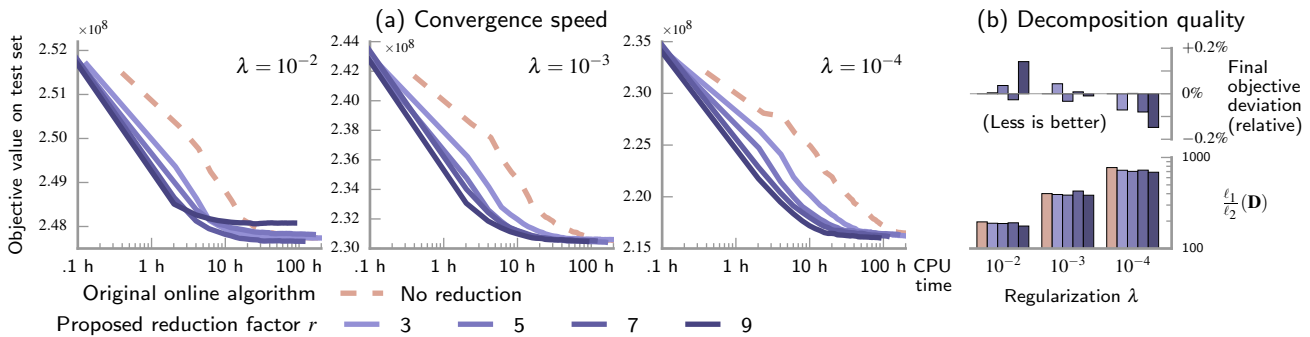 (a) Convergence speed
(b) Decomposition quality
Objective value on test set
×10⁸
2.52
2.51
2.50
2.49
2.48
λ = 10⁻²
.1 h 1 h 10 h 100 h
×10⁸
2.44
2.42
2.40
2.38
2.36
2.34
2.32
2.30
λ = 10⁻³
.1 h 1 h 10 h 100 h
×10⁸
2.35
2.30
2.25
2.20
2.15
λ = 10⁻⁴
.1 h 1 h 10 h 100 h
CPU
time
+0.2%
0%
−0.2%
Final
objective
deviation
(relative)
(Less is better)
1000
100
ℓ₁/ℓ₂(D)
10⁻² 10⁻³ 10⁻⁴
Regularization λ
Original online algorithm
No reduction
Proposed reduction factor r
3 5 7 9